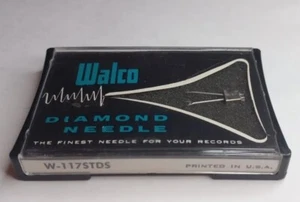 Walco
DIAMOND
NEEDLE
THE FINEST NEEDLE FOR YOUR RECORDS
W-117STDS
PRINTED IN U.S.A.